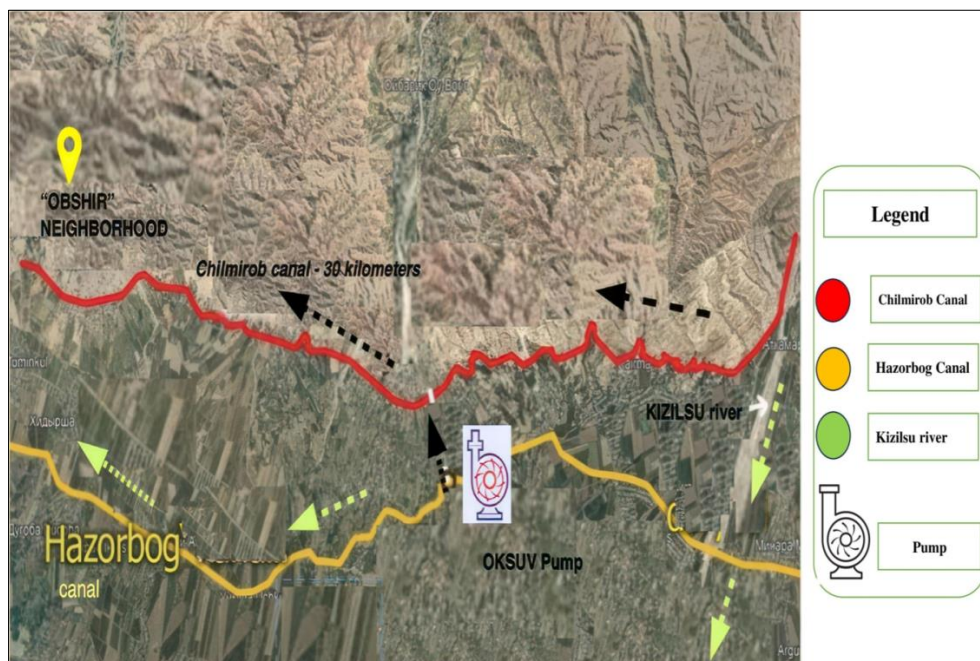 "OBSHIR"
NEIGHBORHOOD
Chilmirob canal - 30 kilometers
KIZILSU river
Хидырша
Hazorbog
canal
OKSUV Pump
Legend
Chilmirob Canal
Hazorbog Canal
Kizilsu river
Pump